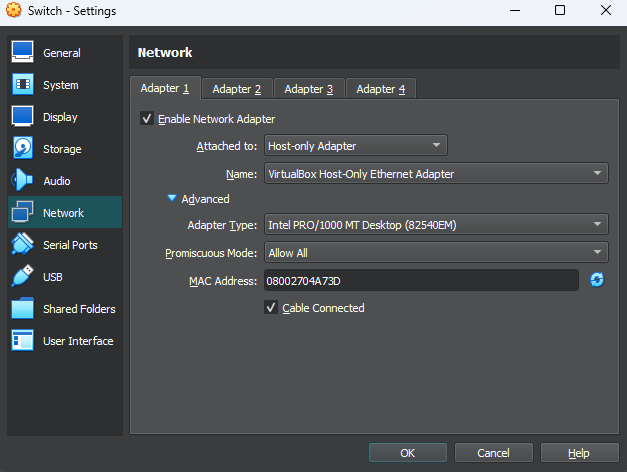 Switch - Settings
General
System
Display
Storage
Audio
Network
Serial Ports
USB
Shared Folders
User Interface
Network
Adapter 1 Adapter 2 Adapter 3 Adapter 4
Enable Network Adapter
Attached to: Host-only Adapter
Name: VirtualBox Host-Only Ethernet Adapter
Advanced
Adapter Type: Intel PRO/1000 MT Desktop (82540EM)
Promiscuous Mode: Allow All
MAC Address: 08002704A73D
Cable Connected
OK Cancel Help